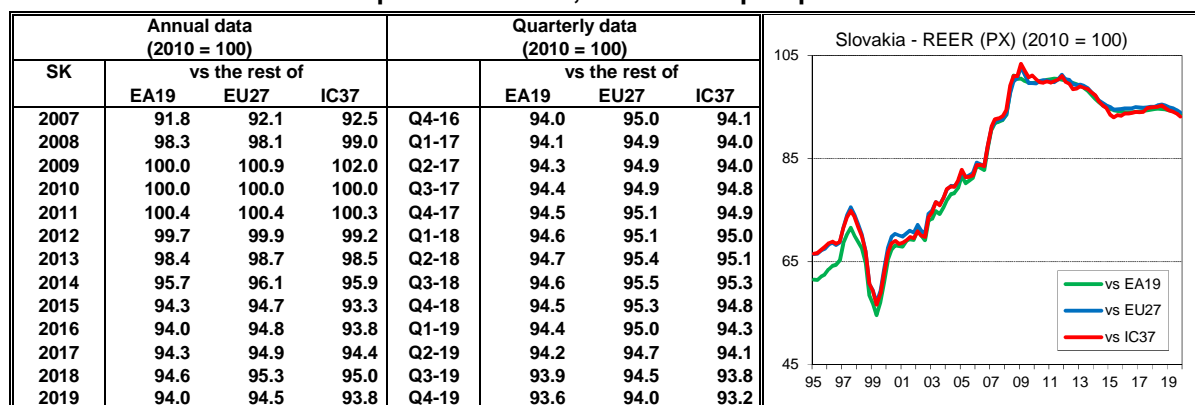 Annual data
(2010 = 100)
Quarterly data
(2010 = 100)
SK vs the rest of vs the rest of
EA19 EU27 IC37 EA19 EU27 IC37
2007 91.8 92.1 92.5 Q4-16 94.0 95.0 94.1
2008 98.3 98.1 99.0 Q1-17 94.1 94.9 94.0
2009 100.0 100.9 102.0 Q2-17 94.3 94.9 94.0
2010 100.0 100.0 100.0 Q3-17 94.4 94.9 94.8
2011 100.4 100.4 100.3 Q4-17 94.5 95.1 94.9
2012 99.7 99.9 99.2 Q1-18 94.6 95.1 95.0
2013 98.4 98.7 98.5 Q2-18 94.7 95.4 95.1
2014 95.7 96.1 95.9 Q3-18 94.6 95.5 95.3
2015 94.3 94.7 93.3 Q4-18 94.5 95.3 94.8
2016 94.0 94.8 93.8 Q1-19 94.4 95.0 94.3
2017 94.3 94.9 94.4 Q2-19 94.2 94.7 94.1
2018 94.6 95.3 95.0 Q3-19 93.9 94.5 93.8
2019 94.0 94.5 93.8 Q4-19 93.6 94.0 93.2
Slovakia - REER (PX) (2010 = 100)
105
85
65
45
vs EA19
vs EU27
vs IC37
95 97 99 01 03 05 07 09 11 13 15 17 19